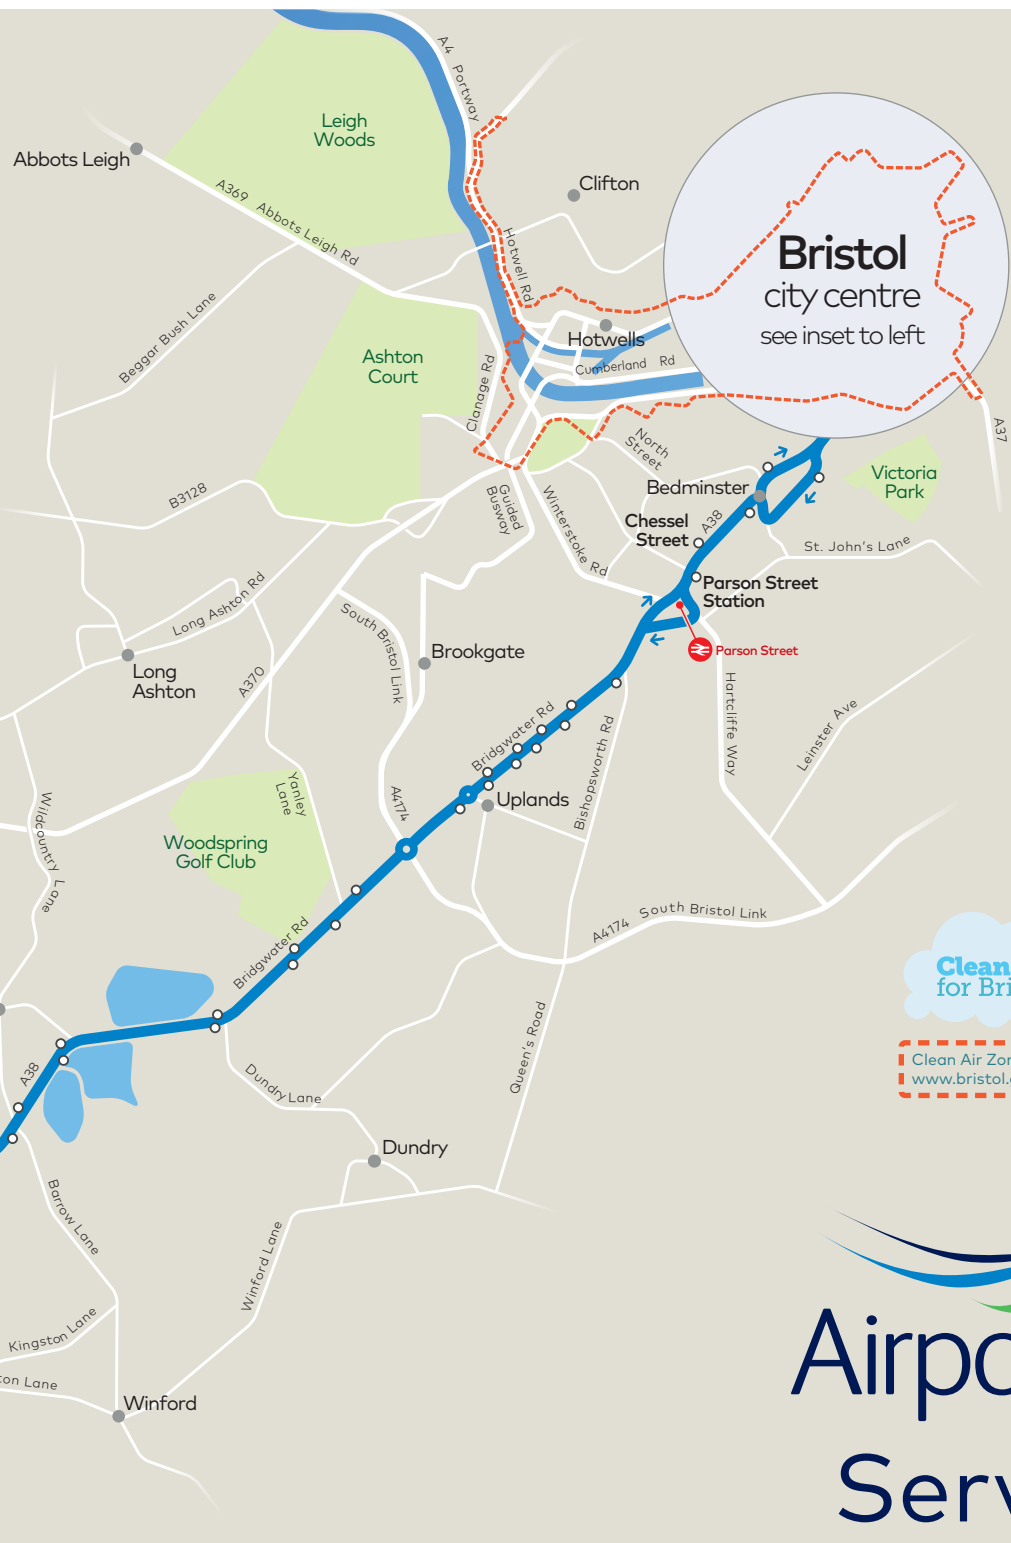 A4 Portway
Leigh
Woods
Abbots Leigh
Clifton
A369 Abbots Leigh Rd
Hotwell Rd
Bristol
city centre
see inset to left
Beggar Bush Lane
Ashton
Court
Hotwells
Cumberland Rd
Clanage Rd
A37
North
Street
Victoria
Park
B3128
Guided
Busway
Winterstoke Rd
Bedminster
Chessel
Street
A38
St. John's Lane
Long Ashton Rd
South Bristol Link
Parson Street
Station
Parson Street
Brookgate
Long
Ashton
A370
Hartcliffe Way
Leinster Ave
Bridgwater Rd
Bishopsworth Rd
Yanley
Lane
A4174
Uplands
Wildcountry Lane
Woodspring
Golf Club
A4174 South Bristol Link
Bridgwater Rd
Clean
for Bri
Queen's Road
Clean Air Zo
www.bristol.
A38
Dundry Lane
Dundry
Barrow Lane
Winford Lane
Kingston Lane
ton Lane
Airpo
Winford
Serv